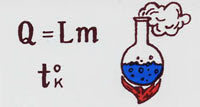 Q = Lm
t°K